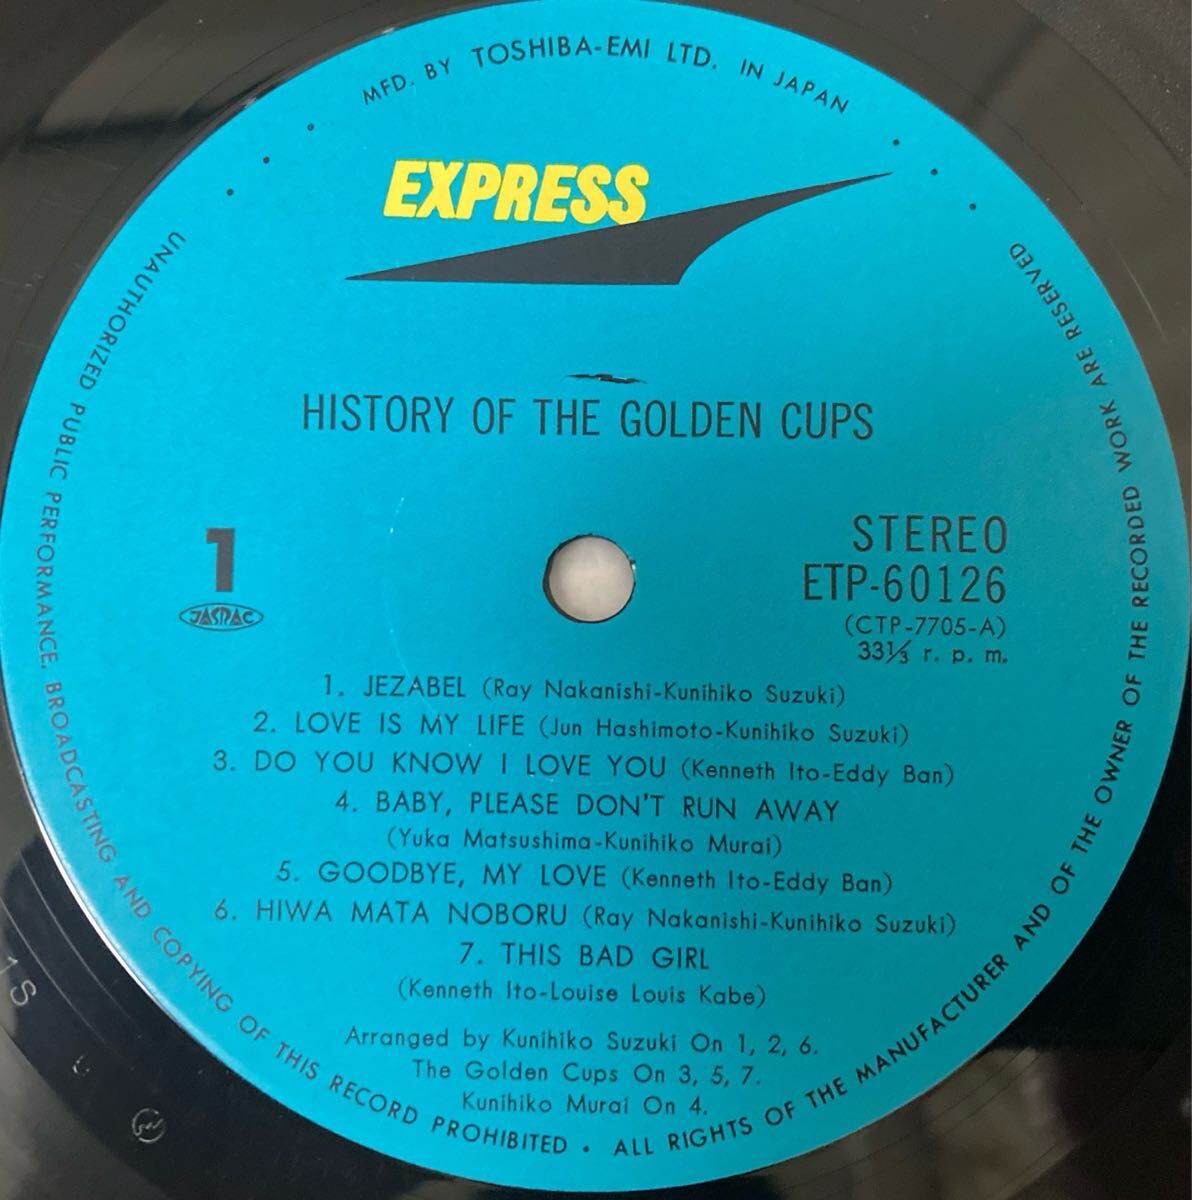 MFD. BY TOSHIBA-EMI LTD. IN JAPAN
EXPRESS
HISTORY OF THE GOLDEN CUPS
1
JASRAC
STEREO
ETP-60126
(CTP-7705-A)
33⅓ r. p. m.
1. JEZABEL (Ray Nakanishi-Kunihiko Suzuki)
2. LOVE IS MY LIFE (Jun Hashimoto-Kunihiko Suzuki)
3. DO YOU KNOW I LOVE YOU (Kenneth Ito-Eddy Ban)
4. BABY, PLEASE DON'T RUN AWAY
(Yuka Matsushima-Kunihiko Murai)
5. GOODBYE, MY LOVE (Kenneth Ito-Eddy Ban)
6. HIWA MATA NOBORU (Ray Nakanishi-Kunihiko Suzuki)
7. THIS BAD GIRL
(Kenneth Ito-Louise Louis Kabe)
Arranged by Kunihiko Suzuki On 1, 2, 6.
The Golden Cups On 3, 5, 7.
Kunihiko Murai On 4.
UNAUTHORIZED PUBLIC PERFORMANCE, BROADCASTING AND COPYING OF THIS RECORD PROHIBITED • ALL RIGHTS OF THE MANUFACTURER AND OF THE OWNER OF THE RECORDED WORK ARE RESERVED
1S